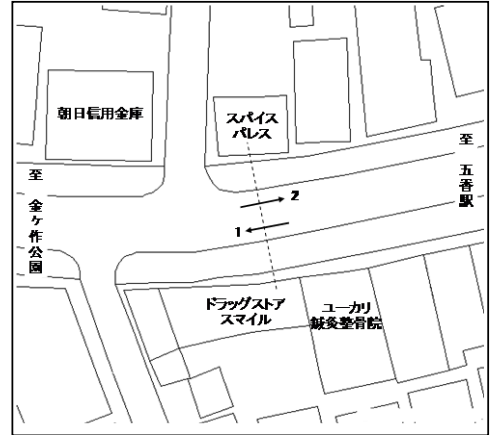 朝日信用金庫
スパイス
パレス
至 五香駅
至 金ヶ作公園
2
1
ドラッグストア
スマイル
ユーカリ
鍼灸整骨院